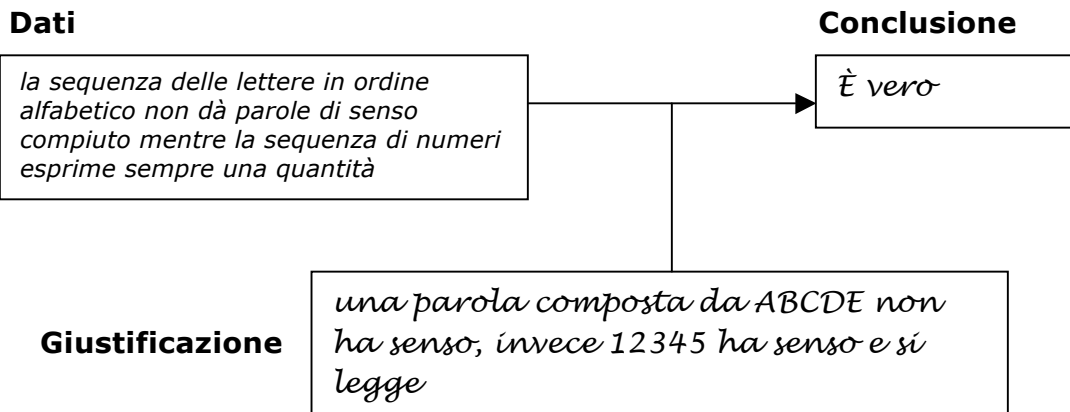 Dati
Conclusione
la sequenza delle lettere in ordine
alfabetico non dà parole di senso
compiuto mentre la sequenza di numeri
esprime sempre una quantità
È vero
Giustificazione
una parola composta da ABCDE non
ha senso, invece 12345 ha senso e si
legge